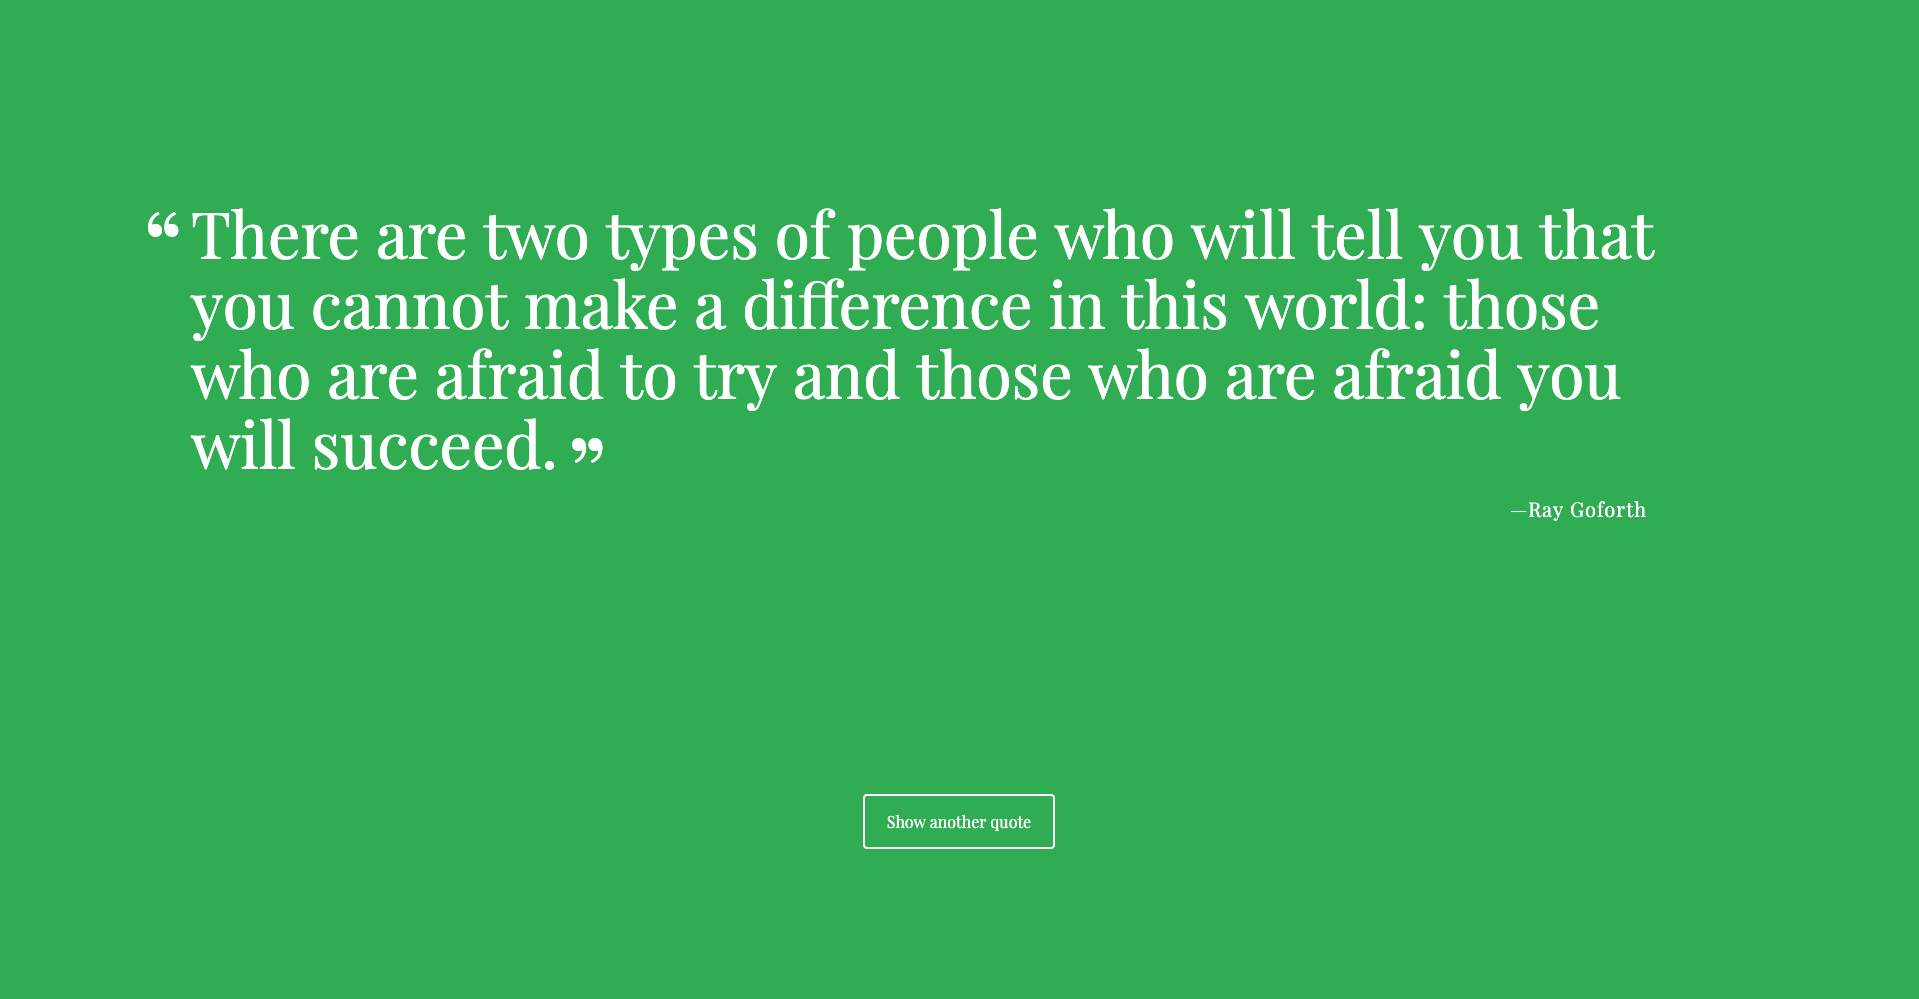 “ There are two types of people who will tell you that
you cannot make a difference in this world: those
who are afraid to try and those who are afraid you
will succeed. ”
—Ray Goforth
Show another quote